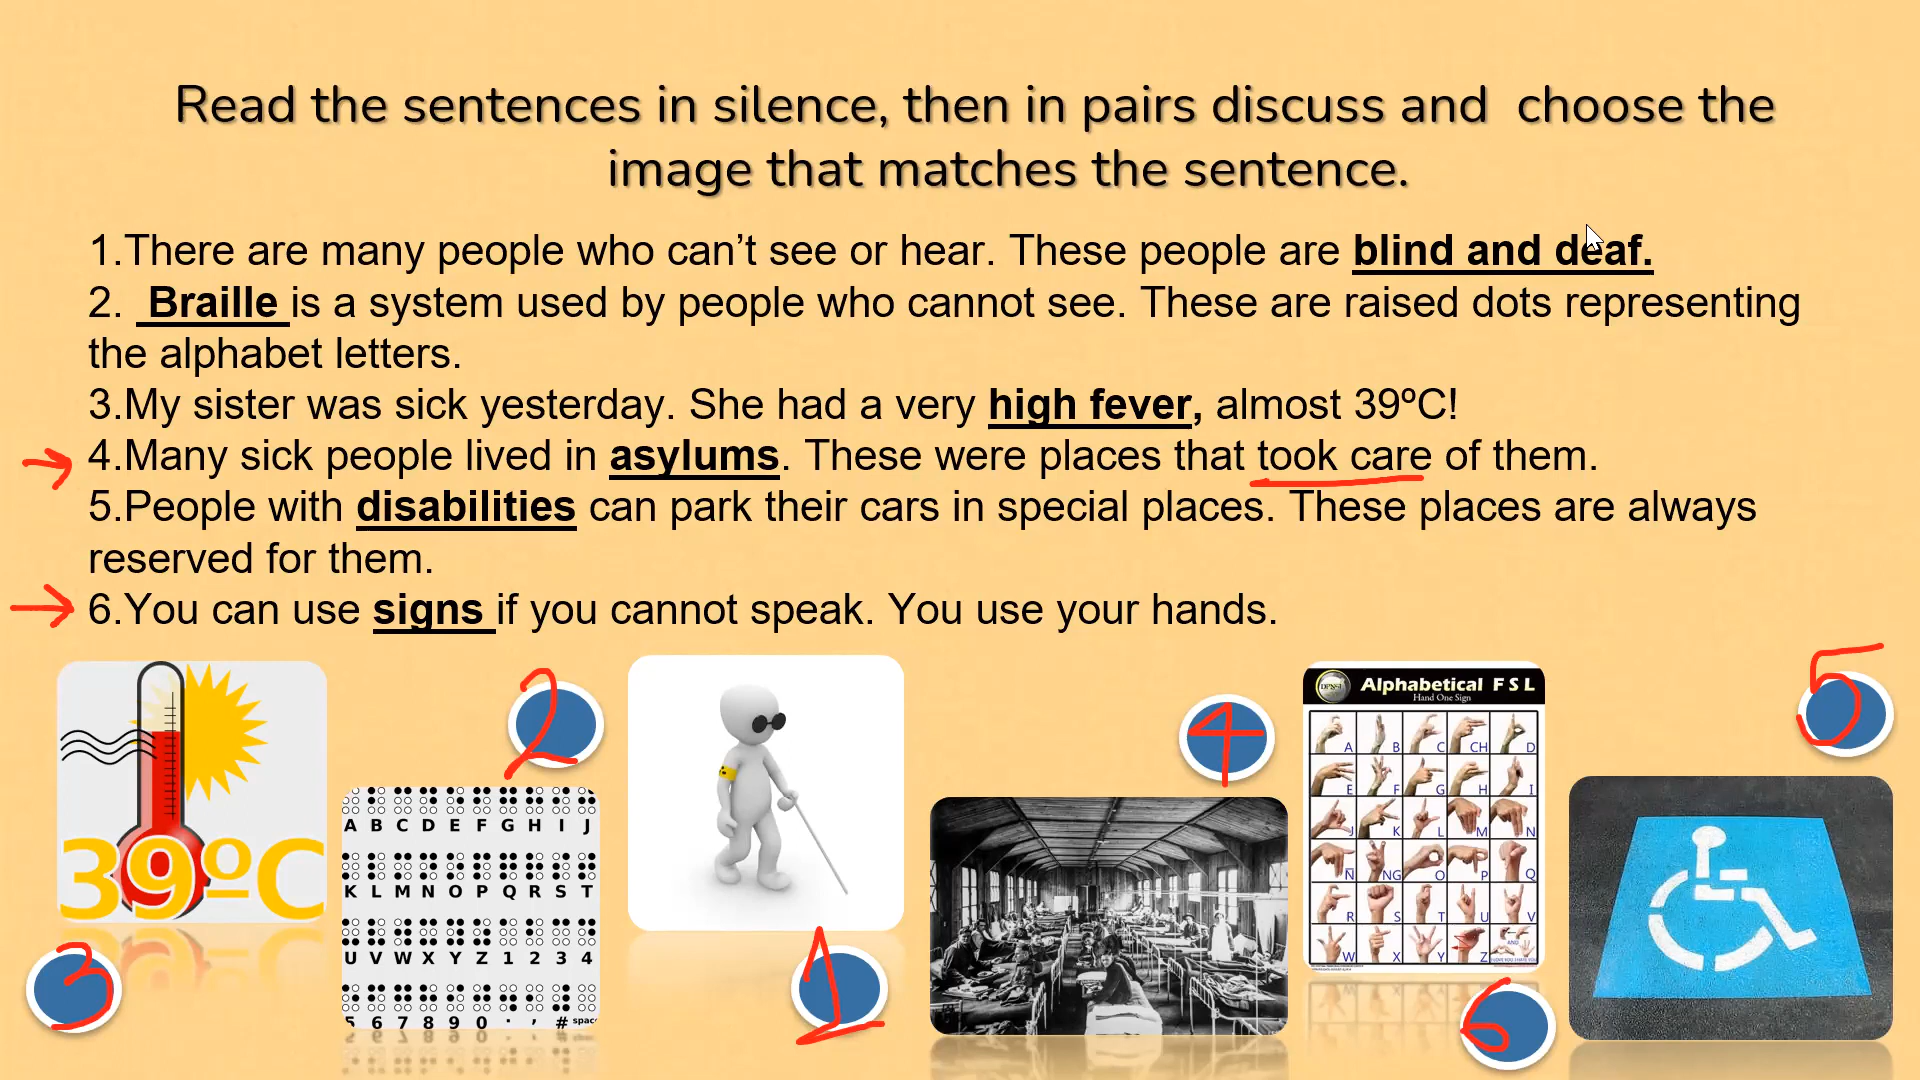 Read the sentences in silence, then in pairs discuss and choose the
image that matches the sentence.
1.There are many people who can't see or hear. These people are blind and deaf.
2. Braille is a system used by people who cannot see. These are raised dots representing
the alphabet letters.
3.My sister was sick yesterday. She had a very high fever, almost 39ºC!
4.Many sick people lived in asylums. These were places that took care of them.
5.People with disabilities can park their cars in special places. These places are always
reserved for them.
6.You can use signs if you cannot speak. You use your hands.
39ºC
3
2
A B C D E F G H I J
K L M N O P Q R S T
U V W X Y Z 1 2 3 4
5 6 7 8 9 0 . , # space
1
4
Alphabetical F S L
Hand One Sign
A B C CH D
E F G H I
J K L M N
Ñ NG O P Q
R S T U V
W X Y Z
6
5